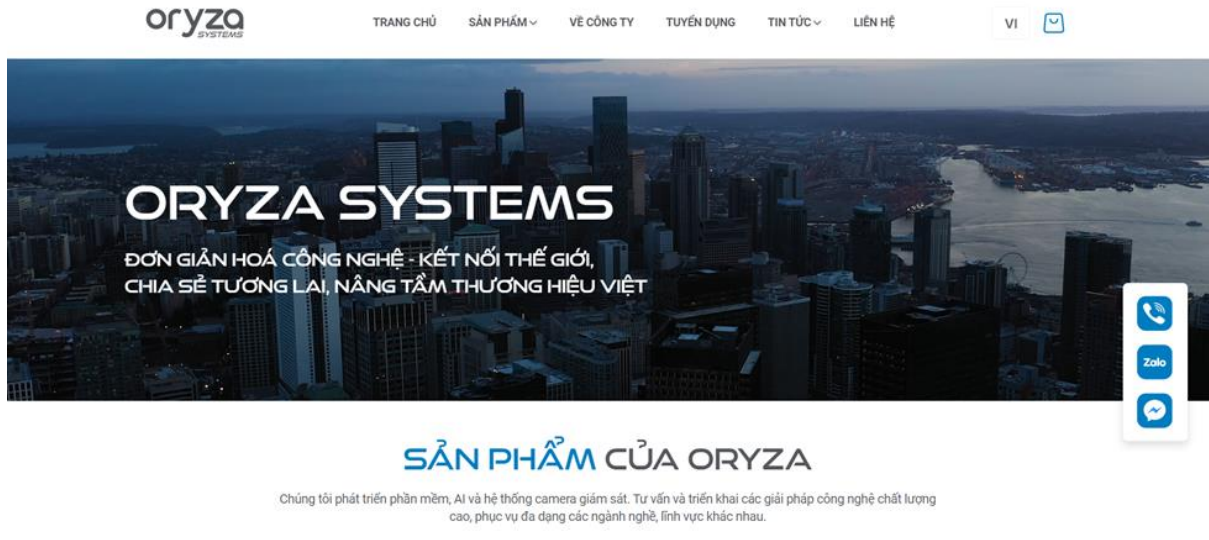 oryza
SYSTEMS
TRANG CHỦ SẢN PHẨM VỀ CÔNG TY TUYỂN DỤNG TIN TỨC LIÊN HỆ VI
ORYZA SYSTEMS
ĐƠN GIẢN HOÁ CÔNG NGHỆ - KẾT NỐI THẾ GIỚI,
CHIA SẺ TƯƠNG LAI, NÂNG TẦM THƯƠNG HIỆU VIỆT
Zalo
SẢN PHẨM CỦA ORYZA
Chúng tôi phát triển phần mềm, AI và hệ thống camera giám sát. Tư vấn và triển khai các giải pháp công nghệ chất lượng
cao, phục vụ đa dạng các ngành nghề, lĩnh vực khác nhau.